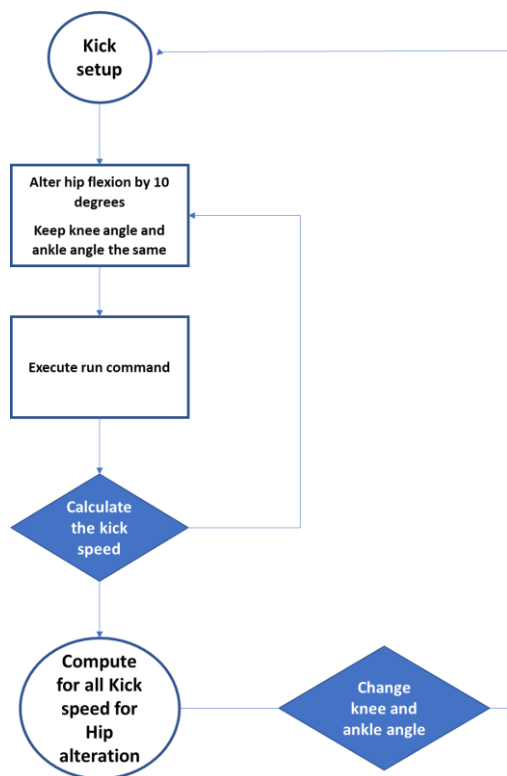 Kick
setup
Alter hip flexion by 10
degrees
Keep knee angle and
ankle angle the same
Execute run command
Calculate
the kick
speed
Compute
for all Kick
speed for
Hip
alteration
Change
knee and
ankle angle